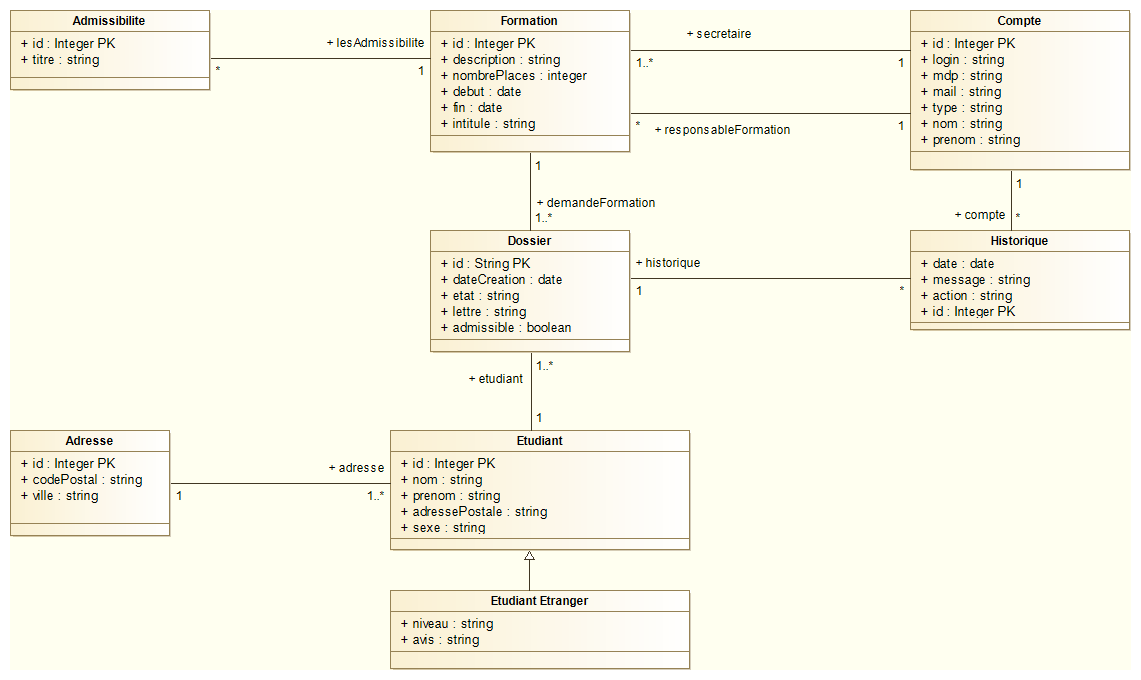 Admissibilite
+ id : Integer PK
+ titre : string
+ lesAdmissibilite
*
1
Formation
+ id : Integer PK
+ description : string
+ nombrePlaces : integer
+ debut : date
+ fin : date
+ intitule : string
+ secretaire
1..*
1
*
+ responsableFormation
1
Compte
+ id : Integer PK
+ login : string
+ mdp : string
+ mail : string
+ type : string
+ nom : string
+ prenom : string
1
+ demandeFormation
1..*
1
+ compte
*
Dossier
+ id : String PK
+ dateCreation : date
+ etat : string
+ lettre : string
+ admissible : boolean
+ historique
1
*
Historique
+ date : date
+ message : string
+ action : string
+ id : Integer PK
1..*
+ etudiant
1
Adresse
+ id : Integer PK
+ codePostal : string
+ ville : string
+ adresse
1
1..*
Etudiant
+ id : Integer PK
+ nom : string
+ prenom : string
+ adressePostale : string
+ sexe : string
Etudiant Etranger
+ niveau : string
+ avis : string